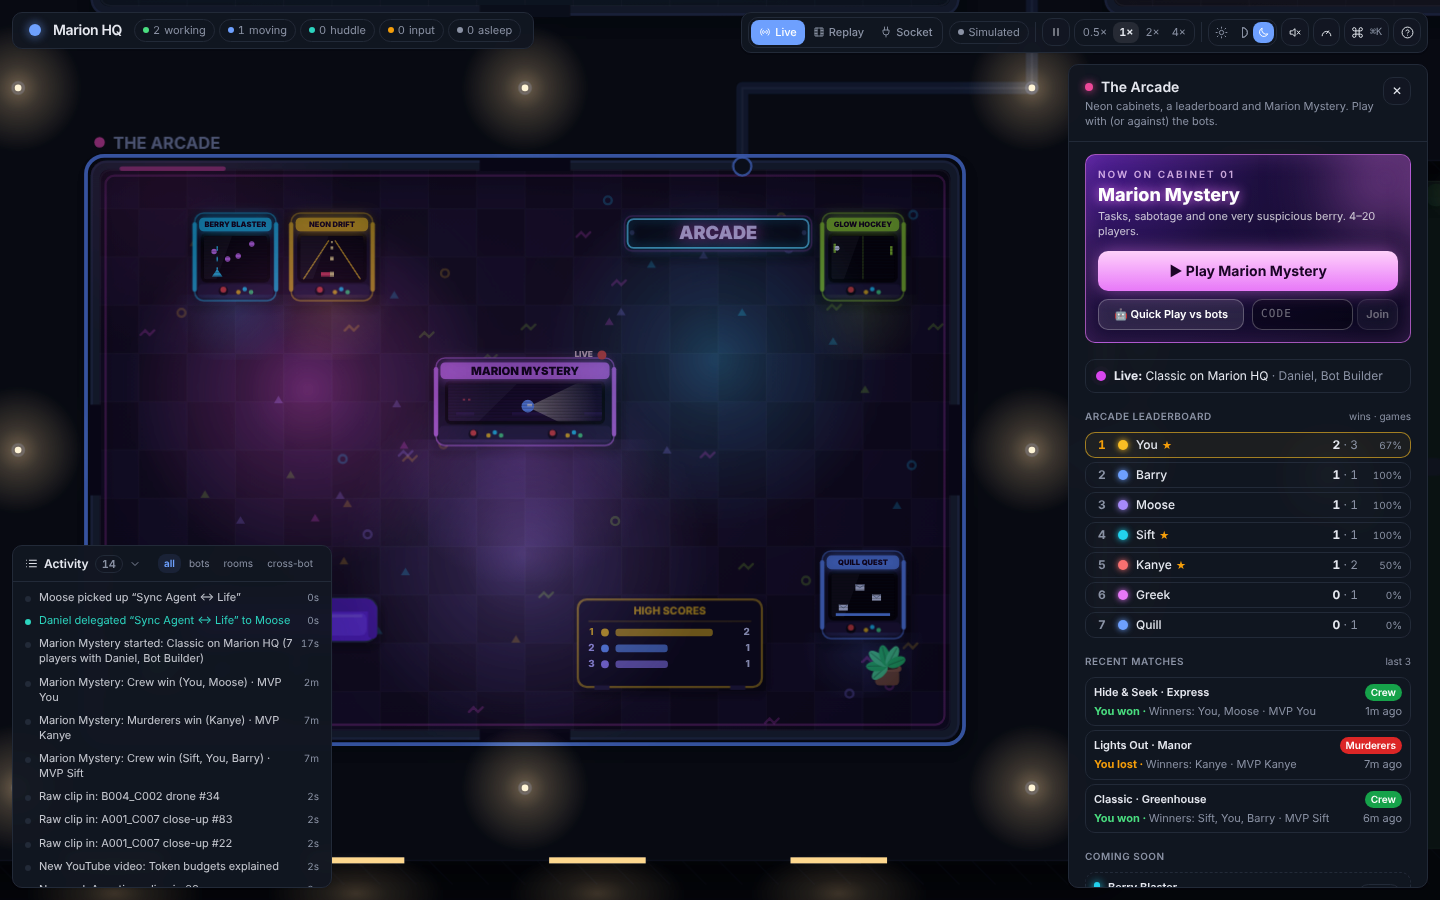 Marion HQ
2 working
1 moving
0 huddle
0 input
0 asleep
Live
Replay
Socket
Simulated
0.5×
1×
2×
4×
⌘K
THE ARCADE
BERRY BLASTER
NEON DRIFT
ARCADE
GLOW HOCKEY
LIVE
MARION MYSTERY
QUILL QUEST
HIGH SCORES
1 2
2 1
3 1
Activity 14
all bots rooms cross-bot
Moose picked up “Sync Agent ↔ Life” 0s
Daniel delegated “Sync Agent ↔ Life” to Moose 0s
Marion Mystery started: Classic on Marion HQ (7 17s
players with Daniel, Bot Builder)
Marion Mystery: Crew win (You, Moose) · MVP 2m
You
Marion Mystery: Murderers win (Kanye) · MVP 7m
Kanye
Marion Mystery: Crew win (Sift, You, Barry) · 7m
MVP Sift
Raw clip in: B004_C002 drone #34 2s
Raw clip in: A001_C007 close-up #83 2s
Raw clip in: A001_C007 close-up #22 2s
New YouTube video: Token budgets explained 2s
The Arcade
Neon cabinets, a leaderboard and Marion Mystery. Play
with (or against) the bots.
NOW ON CABINET 01
Marion Mystery
Tasks, sabotage and one very suspicious berry. 4–20
players.
▶ Play Marion Mystery
🤖 Quick Play vs bots
CODE
Join
Live: Classic on Marion HQ · Daniel, Bot Builder
ARCADE LEADERBOARD wins · games
1 You ★ 2 · 3 67%
2 Barry 1 · 1 100%
3 Moose 1 · 1 100%
4 Sift ★ 1 · 1 100%
5 Kanye ★ 1 · 2 50%
6 Greek 0 · 1 0%
7 Quill 0 · 1 0%
RECENT MATCHES last 3
Hide & Seek · Express Crew
You won · Winners: You, Moose · MVP You 1m ago
Lights Out · Manor Murderers
You lost · Winners: Kanye · MVP Kanye 7m ago
Classic · Greenhouse Crew
You won · Winners: Sift, You, Barry · MVP Sift 6m ago
COMING SOON
Berry Blaster